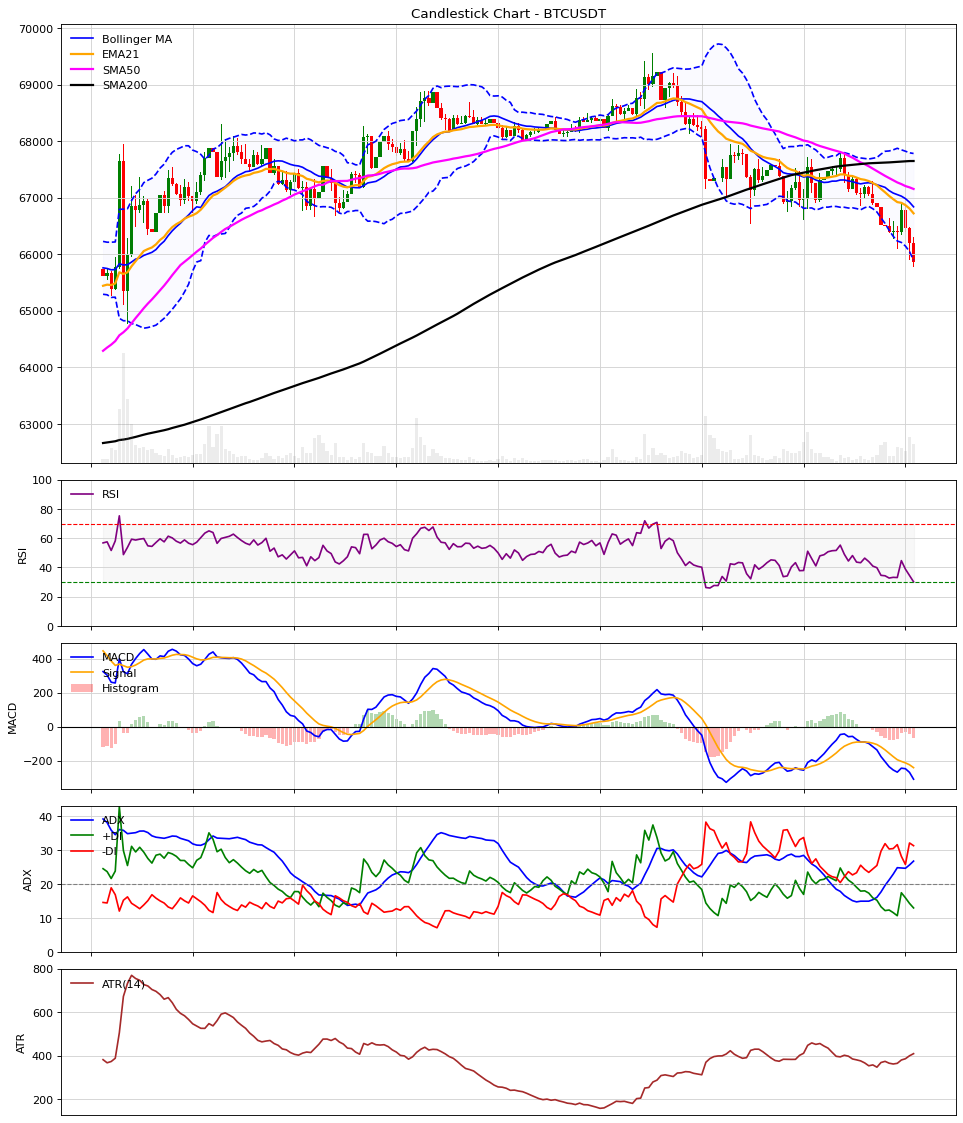 Candlestick Chart - BTCUSDT
70000
69000
68000
67000
66000
65000
64000
63000
Bollinger MA
EMA21
SMA50
SMA200
100
80
60
40
20
0
RSI
RSI
400
200
0
−200
MACD
MACD
Signal
Histogram
40
30
20
10
0
ADX
ADX
+DI
-DI
800
600
400
200
ATR
ATR(14)